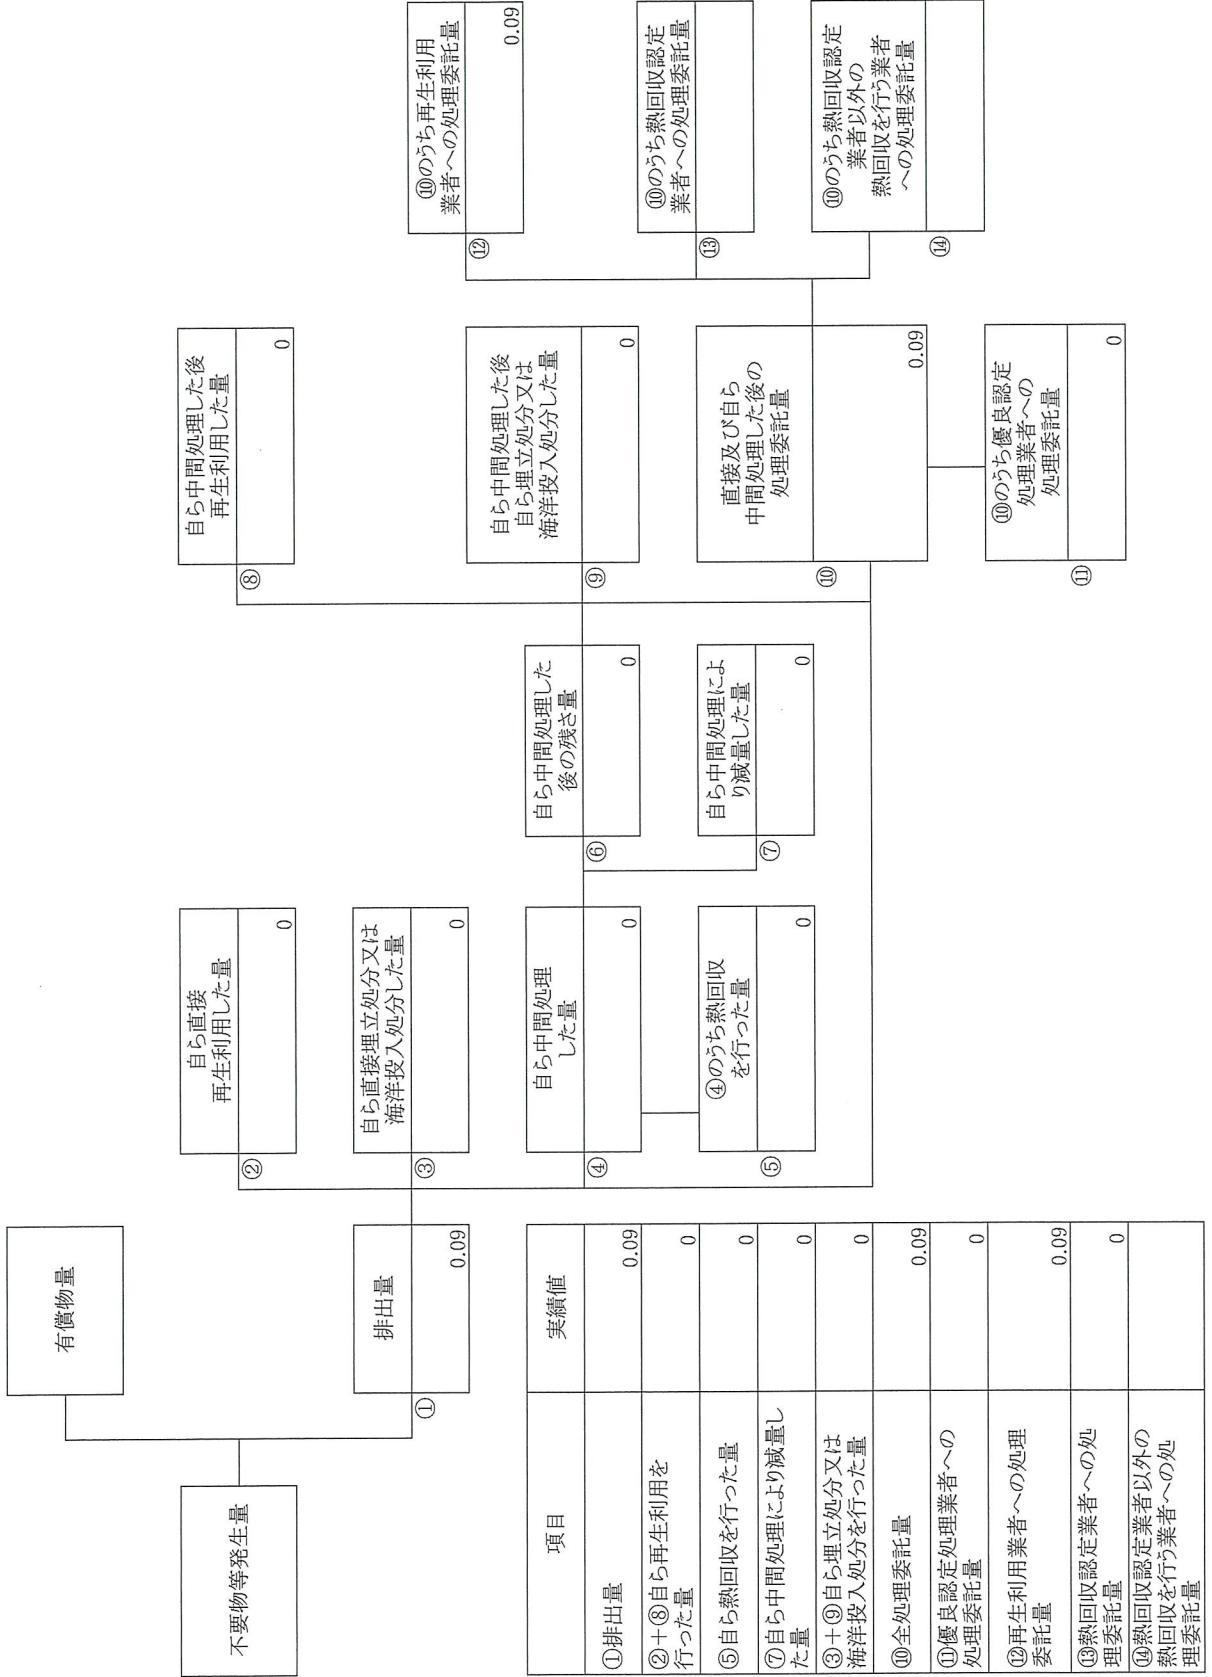 不要物等発生量
有償物量
①
排出量
0.09
②
自ら直接
再生利用した量
0
③
自ら直接埋立処分又は
海洋投入処分した量
0
④
自ら中間処理
した量
0
⑤
④のうち熱回収
を行った量
0
⑥
自ら中間処理した
後の残さ量
0
⑦
自ら中間処理によ
り減量した量
0
⑧
自ら中間処理した後
再生利用した量
0
⑨
自ら中間処理した後
自ら埋立処分又は
海洋投入処分した量
0
⑩
直接及び自ら
中間処理した後の
処理委託量
0.09
⑪
⑩のうち優良認定
処理業者への
処理委託量
0
⑫
⑩のうち再生利用
業者への処理委託量
0.09
⑬
⑩のうち熱回収認定
業者への処理委託量
⑭
⑩のうち熱回収認定
業者以外の
熱回収を行う業者
への処理委託量
項目
実績値
①排出量
0.09
②＋⑧自ら再生利用を
行った量
0
⑤自ら熱回収を行った量
0
⑦自ら中間処理により減量し
た量
0
③＋⑨自ら埋立処分又は
海洋投入処分を行った量
0
⑩全処理委託量
0.09
⑪優良認定処理業者への
処理委託量
0
⑫再生利用業者への処理
委託量
0.09
⑬熱回収認定業者への処
理委託量
0
⑭熱回収認定業者以外の
熱回収を行う業者への処
理委託量